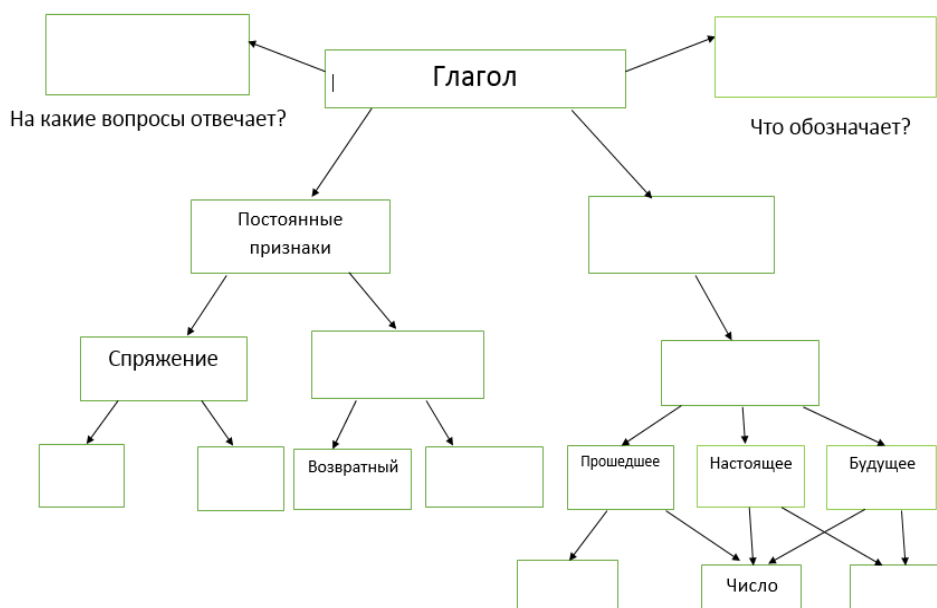 Глагол
На какие вопросы отвечает?
Что обозначает?
Постоянные
признаки
Спряжение
Возвратный
Прошедшее
Настоящее
Будущее
Число